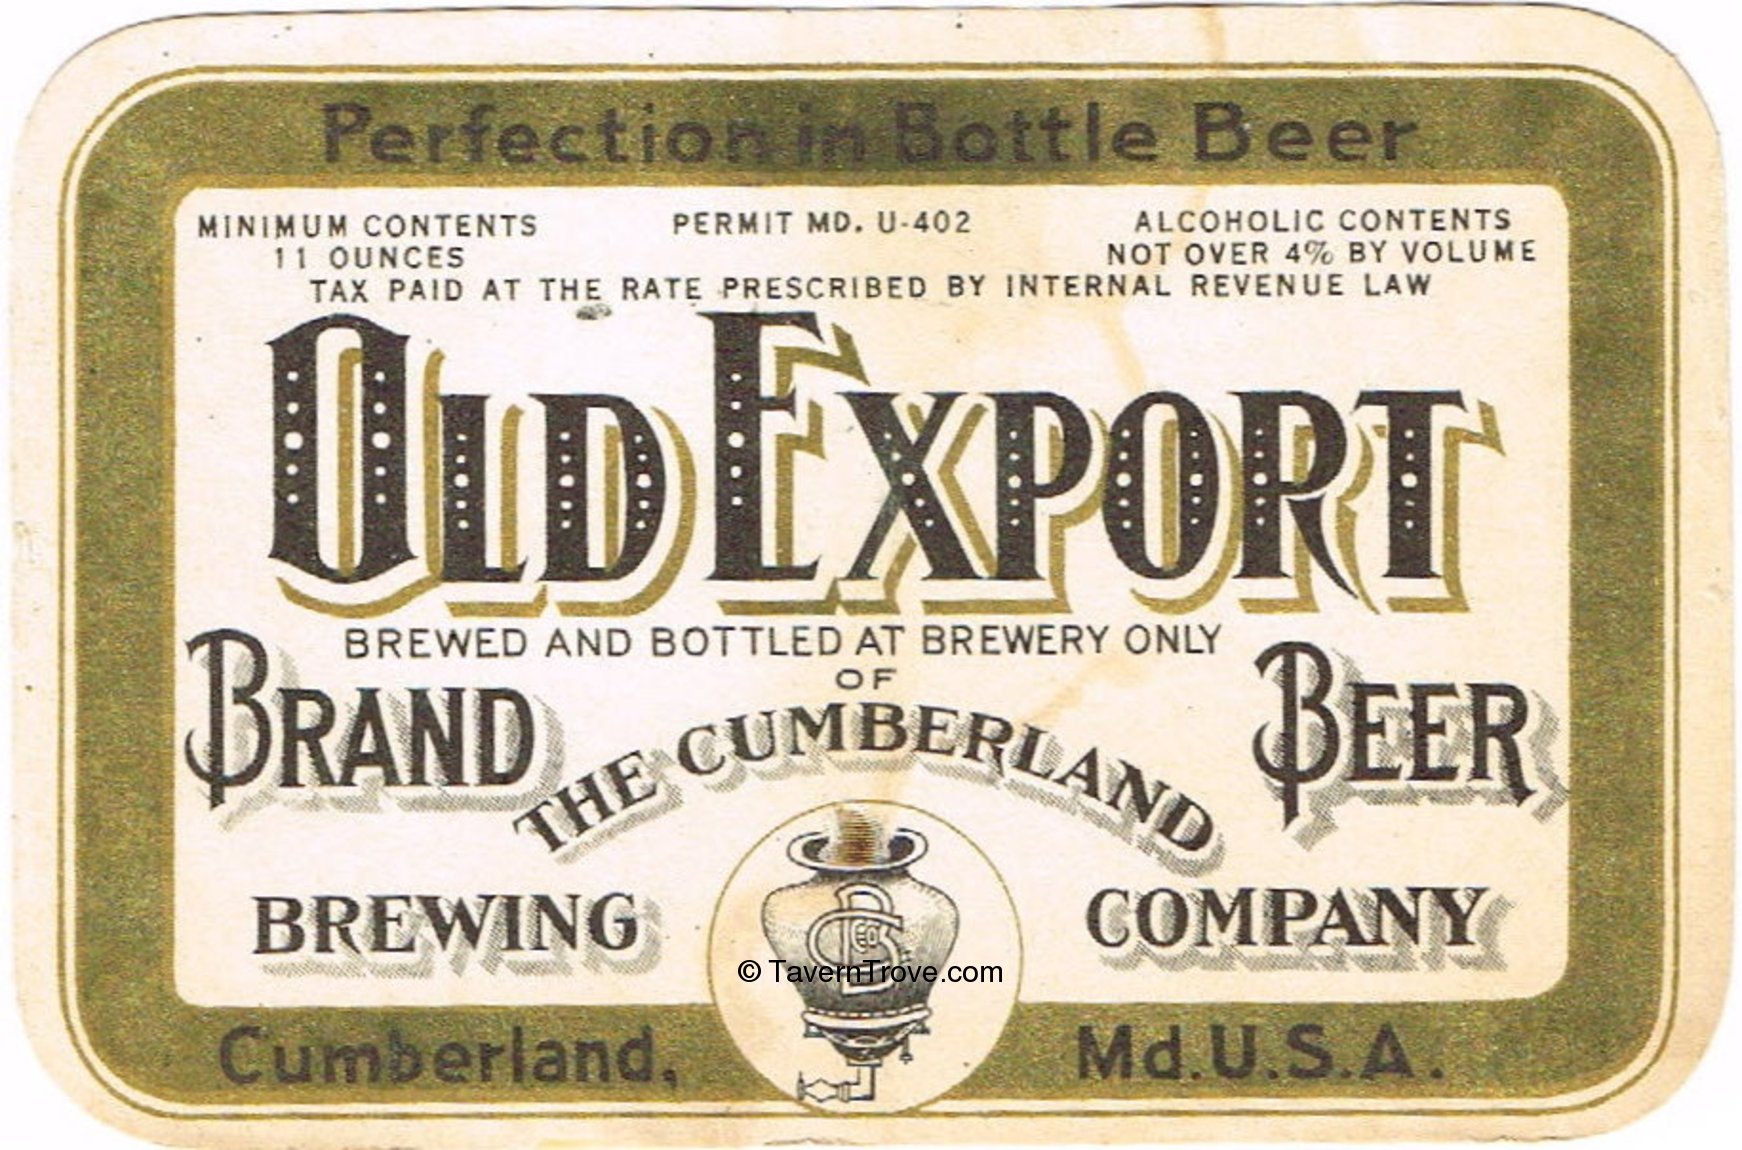 Perfection in Bottle Beer
MINIMUM CONTENTS
11 OUNCES
PERMIT MD. U-402
ALCOHOLIC CONTENTS
NOT OVER 4% BY VOLUME
TAX PAID AT THE RATE PRESCRIBED BY INTERNAL REVENUE LAW
OLD EXPORT
BREWED AND BOTTLED AT BREWERY ONLY
OF
BRAND
BEER
THE CUMBERLAND
BREWING
COMPANY
CBCO
© TavernTrove.com
Cumberland,
Md.U.S.A.